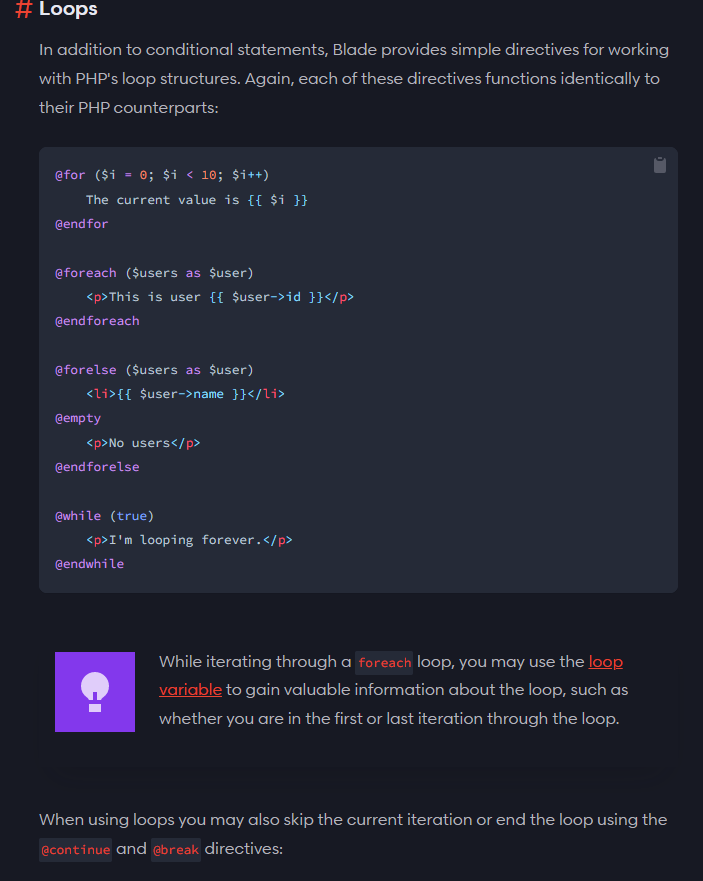 # Loops
In addition to conditional statements, Blade provides simple directives for working
with PHP's loop structures. Again, each of these directives functions identically to
their PHP counterparts:
@for ($i = 0; $i < 10; $i++)
    The current value is {{ $i }}
@endfor

@foreach ($users as $user)
    <p>This is user {{ $user->id }}</p>
@endforeach

@forelse ($users as $user)
    <li>{{ $user->name }}</li>
@empty
    <p>No users</p>
@endforelse

@while (true)
    <p>I'm looping forever.</p>
@endwhile
While iterating through a foreach loop, you may use the loop
variable to gain valuable information about the loop, such as
whether you are in the first or last iteration through the loop.
When using loops you may also skip the current iteration or end the loop using the
@continue and @break directives: